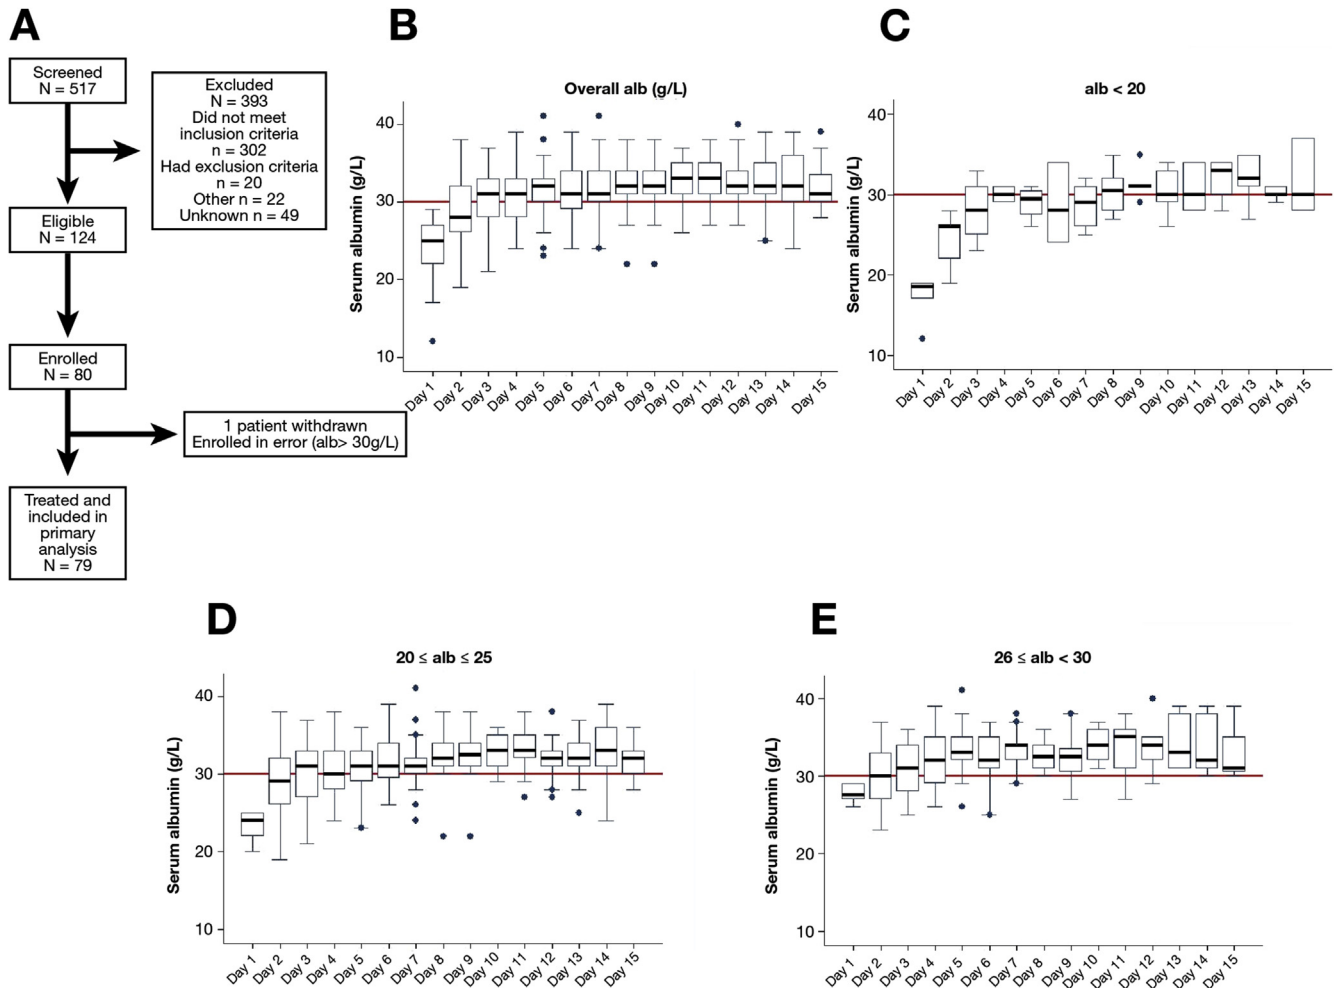 A
Screened
N = 517
Excluded
N = 393
Did not meet
inclusion criteria
n = 302
Had exclusion criteria
n = 20
Other n = 22
Unknown n = 49
Eligible
N = 124
Enrolled
N = 80
1 patient withdrawn
Enrolled in error (alb> 30g/L)
Treated and
included in
primary
analysis
N = 79
B
Overall alb (g/L)
Serum albumin (g/L)
40
30
20
10
Day 1
Day 2
Day 3
Day 4
Day 5
Day 6
Day 7
Day 8
Day 9
Day 10
Day 11
Day 12
Day 13
Day 14
Day 15
C
alb < 20
Serum albumin (g/L)
40
30
20
10
Day 1
Day 2
Day 3
Day 4
Day 5
Day 6
Day 7
Day 8
Day 9
Day 10
Day 11
Day 12
Day 13
Day 14
Day 15
D
20 ≤ alb ≤ 25
Serum albumin (g/L)
40
30
20
10
Day 1
Day 2
Day 3
Day 4
Day 5
Day 6
Day 7
Day 8
Day 9
Day 10
Day 11
Day 12
Day 13
Day 14
Day 15
E
26 ≤ alb < 30
Serum albumin (g/L)
40
30
20
10
Day 1
Day 2
Day 3
Day 4
Day 5
Day 6
Day 7
Day 8
Day 9
Day 10
Day 11
Day 12
Day 13
Day 14
Day 15